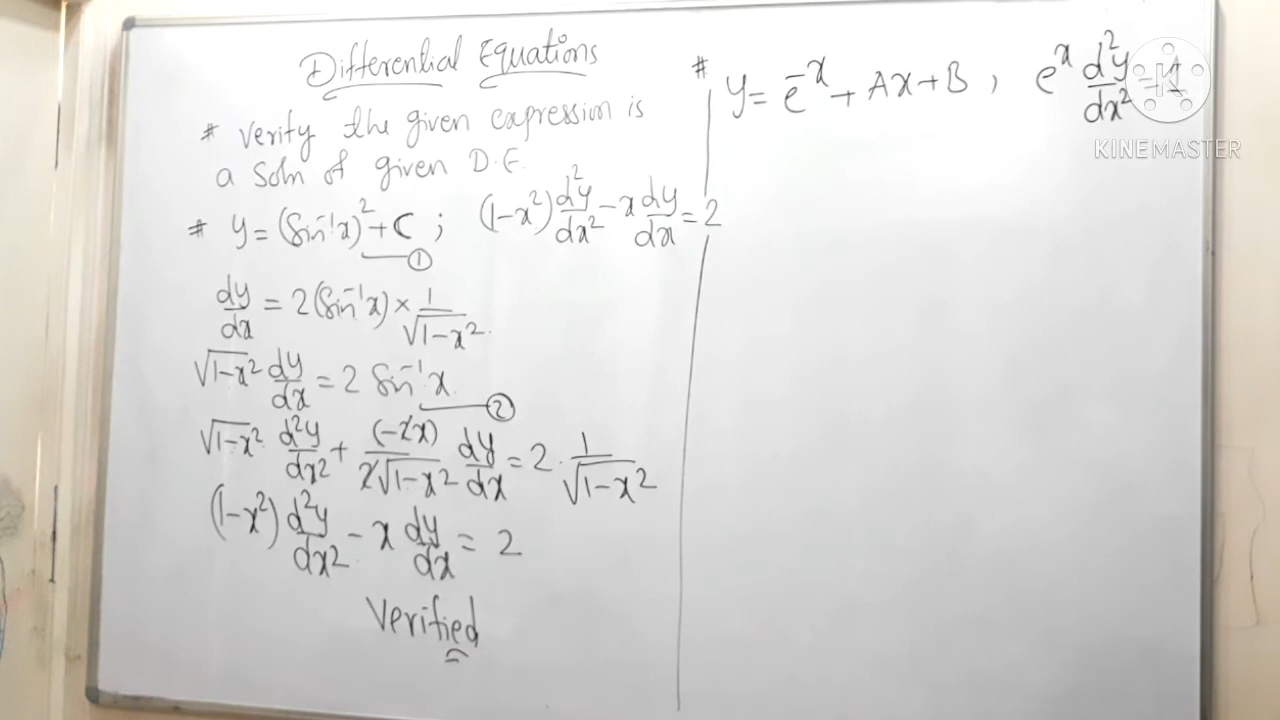 Differential Equations
# Verify the given expression is
a Soln of given D.E.
# y = (Sin⁻¹x)² + C ; (1-x²) d²y/dx² - x dy/dx = 2
①
dy/dx = 2(Sin⁻¹x) × 1/√(1-x²).
√(1-x²) dy/dx = 2 Sin⁻¹x.
②
√(1-x²) · d²y/dx² + (-2x)/(2√(1-x²)) dy/dx = 2 · 1/√(1-x²)
(1-x²) d²y/dx² - x dy/dx = 2
Verified
# y = e⁻ˣ + Ax + B , eˣ d²y/dx² = 1
KINEMASTER